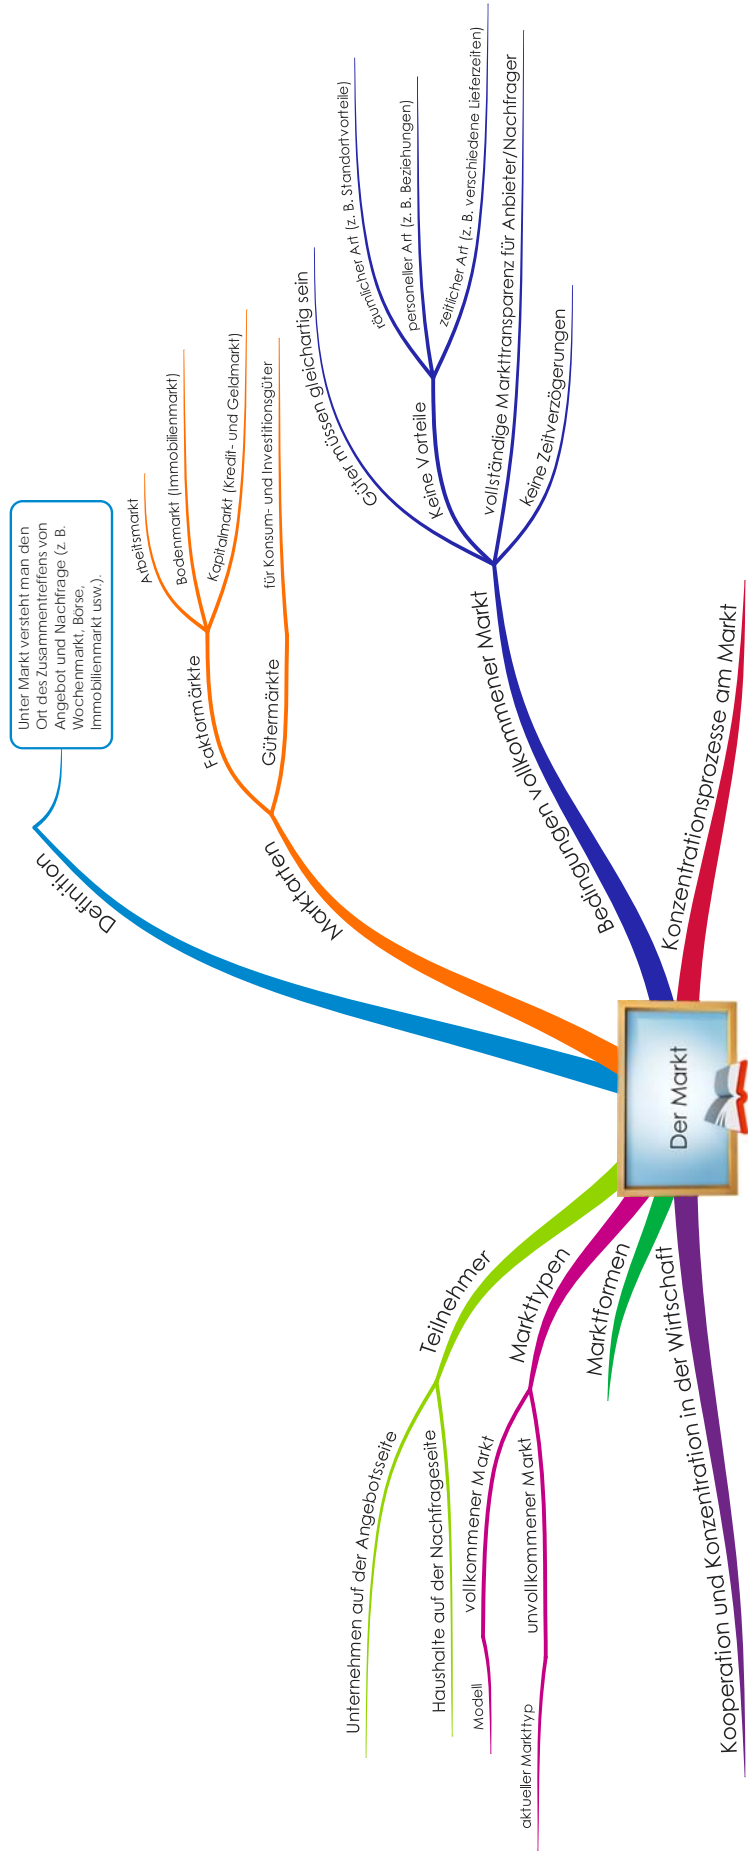 Der Markt
Definition
Unter Markt versteht man den
Ort des Zusammentreffens von
Angebot und Nachfrage (z. B.
Wochenmarkt, Börse,
Immobilienmarkt usw.).
Marktarten
Faktormärkte
Arbeitsmarkt
Bodenmarkt (Immobilienmarkt)
Kapitalmarkt (Kredit- und Geldmarkt)
Gütermärkte
für Konsum- und Investitionsgüter
Bedingungen vollkommener Markt
Güter müssen gleichartig sein
Keine Vorteile
räumlicher Art (z. B. Standortvorteile)
personeller Art (z. B. Beziehungen)
zeitlicher Art (z. B. verschiedene Lieferzeiten)
vollständige Markttransparenz für Anbieter/Nachfrager
Keine Zeitverzögerungen
Konzentrationsprozesse am Markt
Teilnehmer
Unternehmen auf der Angebotsseite
Haushalte auf der Nachfrageseite
Markttypen
vollkommener Markt
Modell
unvollkommener Markt
aktueller Markttyp
Marktformen
Kooperation und Konzentration in der Wirtschaft